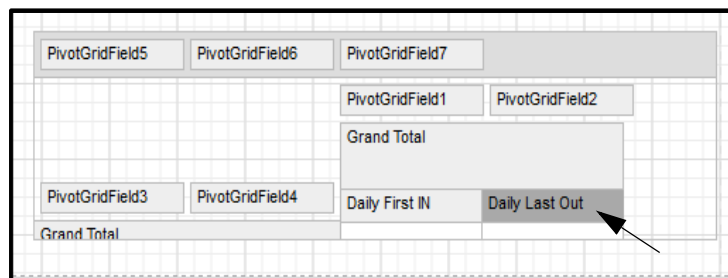 PivotGridField5 PivotGridField6 PivotGridField7
PivotGridField1 PivotGridField2
Grand Total
PivotGridField3 PivotGridField4 Daily First IN Daily Last Out
Grand Total